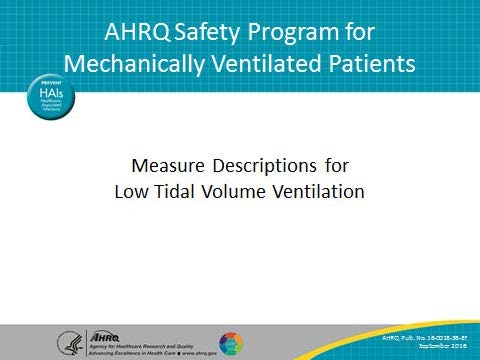 AHRQ Safety Program for
Mechanically Ventilated Patients
PREVENT
HAIs
Healthcare
Associated
Infections
Measure Descriptions for
Low Tidal Volume Ventilation
AHRQ
Agency for Healthcare Research and Quality
Advancing Excellence in Health Care • www.ahrq.gov
AHRQ Pub. No.
September 2016